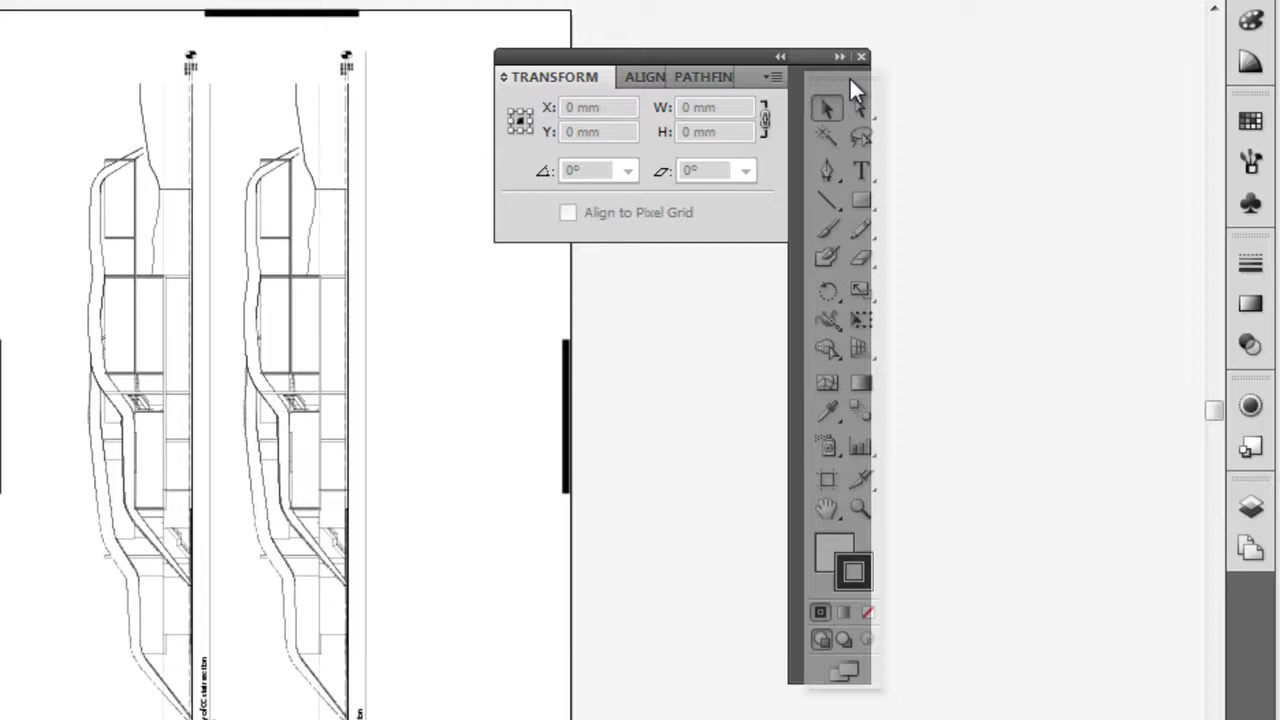 TRANSFORM ALIGN PATHFIN
X: 0 mm W: 0 mm
Y: 0 mm H: 0 mm
0° 0°
Align to Pixel Grid
T